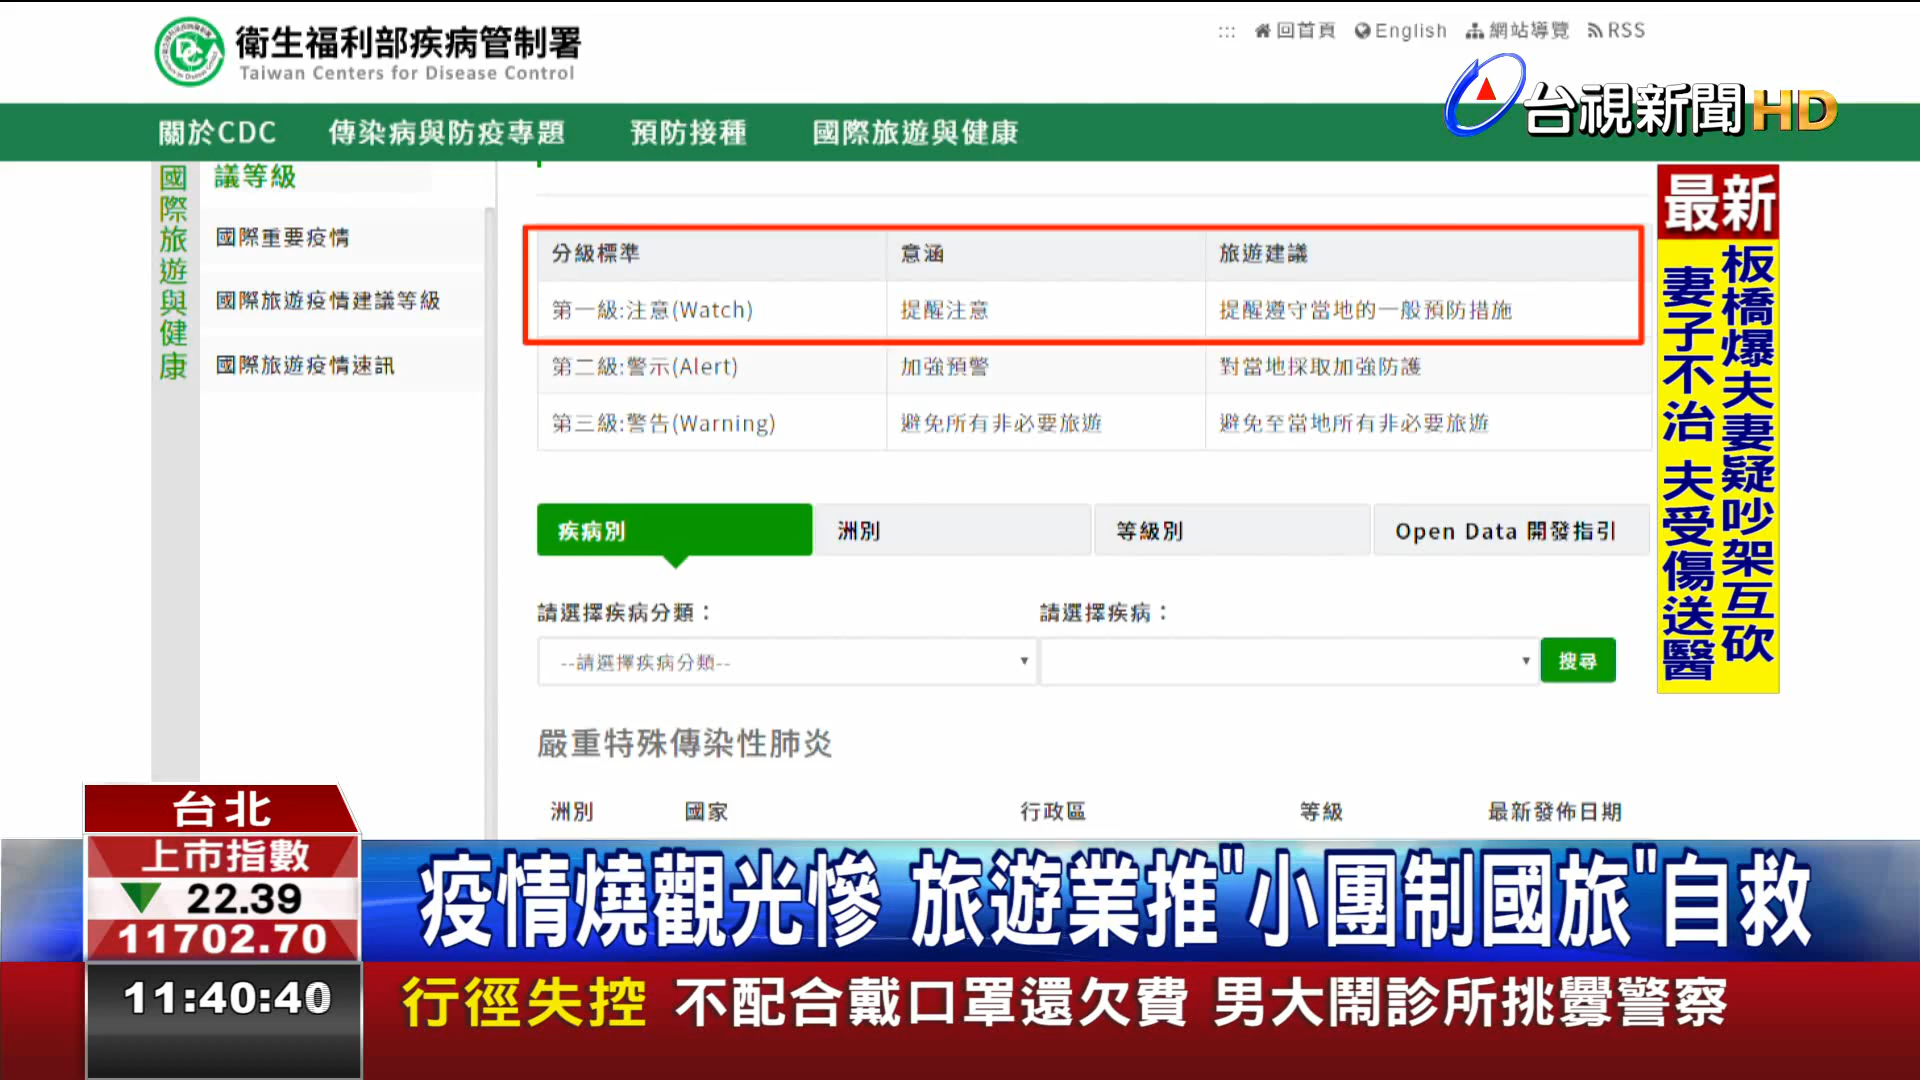 衛生福利部疾病管制署
Taiwan Centers for Disease Control
::: 回首頁 English 網站導覽 RSS
台視新聞HD
關於CDC 傳染病與防疫專題 預防接種 國際旅遊與健康
國際旅遊與健康
議等級
國際重要疫情
國際旅遊疫情建議等級
國際旅遊疫情速訊
分級標準 意涵 旅遊建議
第一級:注意(Watch) 提醒注意 提醒遵守當地的一般預防措施
第二級:警示(Alert) 加強預警 對當地採取加強防護
第三級:警告(Warning) 避免所有非必要旅遊 避免至當地所有非必要旅遊
疾病別 洲別 等級別 Open Data 開發指引
請選擇疾病分類： 請選擇疾病：
--請選擇疾病分類-- 搜尋
嚴重特殊傳染性肺炎
洲別 國家 行政區 等級 最新發佈日期
最新
板橋爆夫妻疑吵架互砍
妻子不治 夫受傷送醫
台北
上市指數
22.39
11702.70
11:40:40
疫情燒觀光慘 旅遊業推"小團制國旅"自救
行徑失控 不配合戴口罩還欠費 男大鬧診所挑釁警察